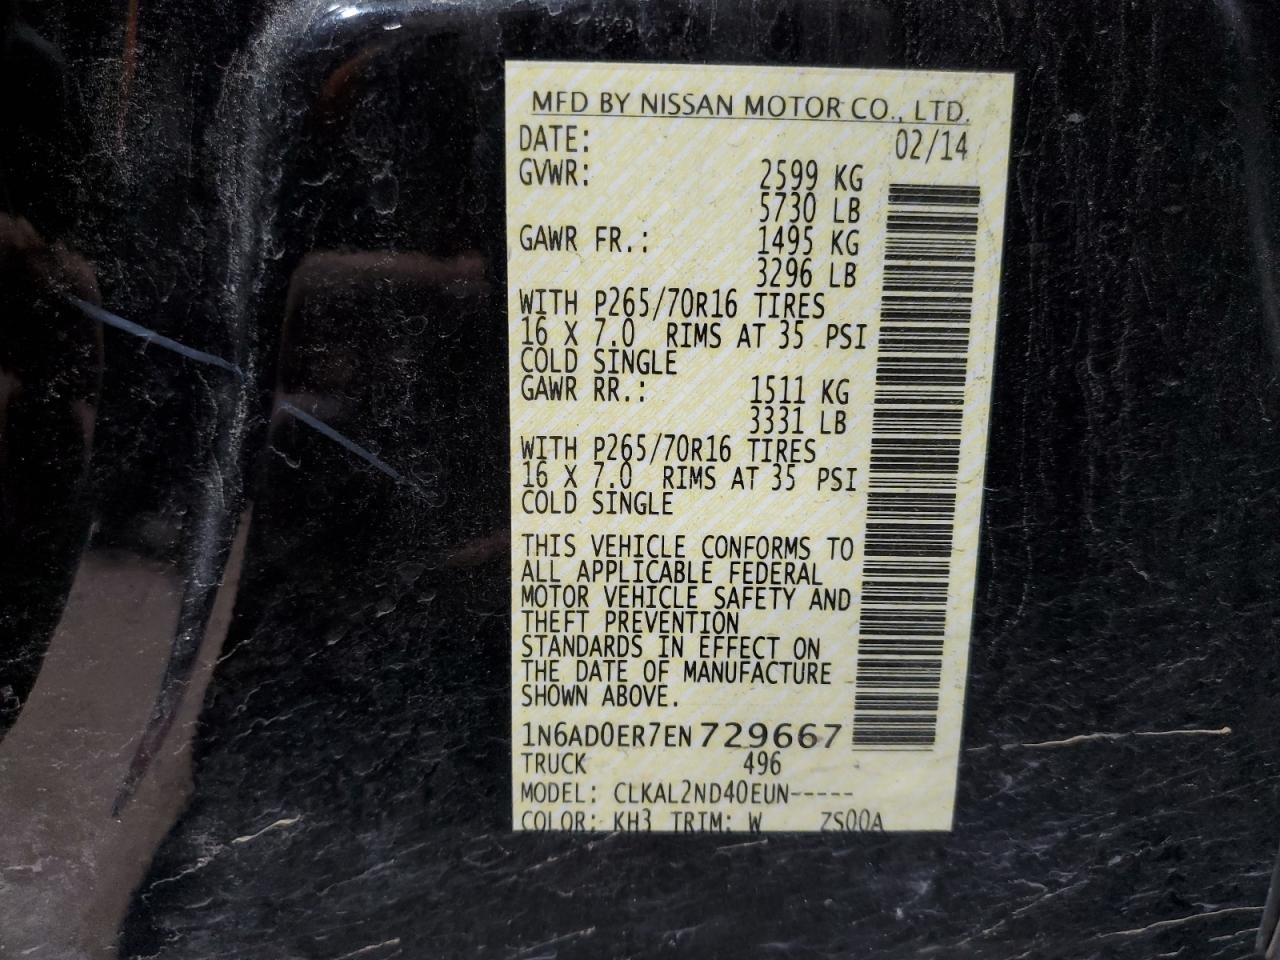 MFD BY NISSAN MOTOR CO., LTD.
DATE: 02/14
GVWR: 2599 KG
5730 LB
GAWR FR.: 1495 KG
3296 LB
WITH P265/70R16 TIRES
16 X 7.0 RIMS AT 35 PSI
COLD SINGLE
GAWR RR.: 1511 KG
3331 LB
WITH P265/70R16 TIRES
16 X 7.0 RIMS AT 35 PSI
COLD SINGLE
THIS VEHICLE CONFORMS TO
ALL APPLICABLE FEDERAL
MOTOR VEHICLE SAFETY AND
THEFT PREVENTION
STANDARDS IN EFFECT ON
THE DATE OF MANUFACTURE
SHOWN ABOVE.
1N6AD0ER7EN729667
TRUCK 496
MODEL: CLKAL2ND40EUN-----
COLOR: KH3 TRIM: W ZS00A